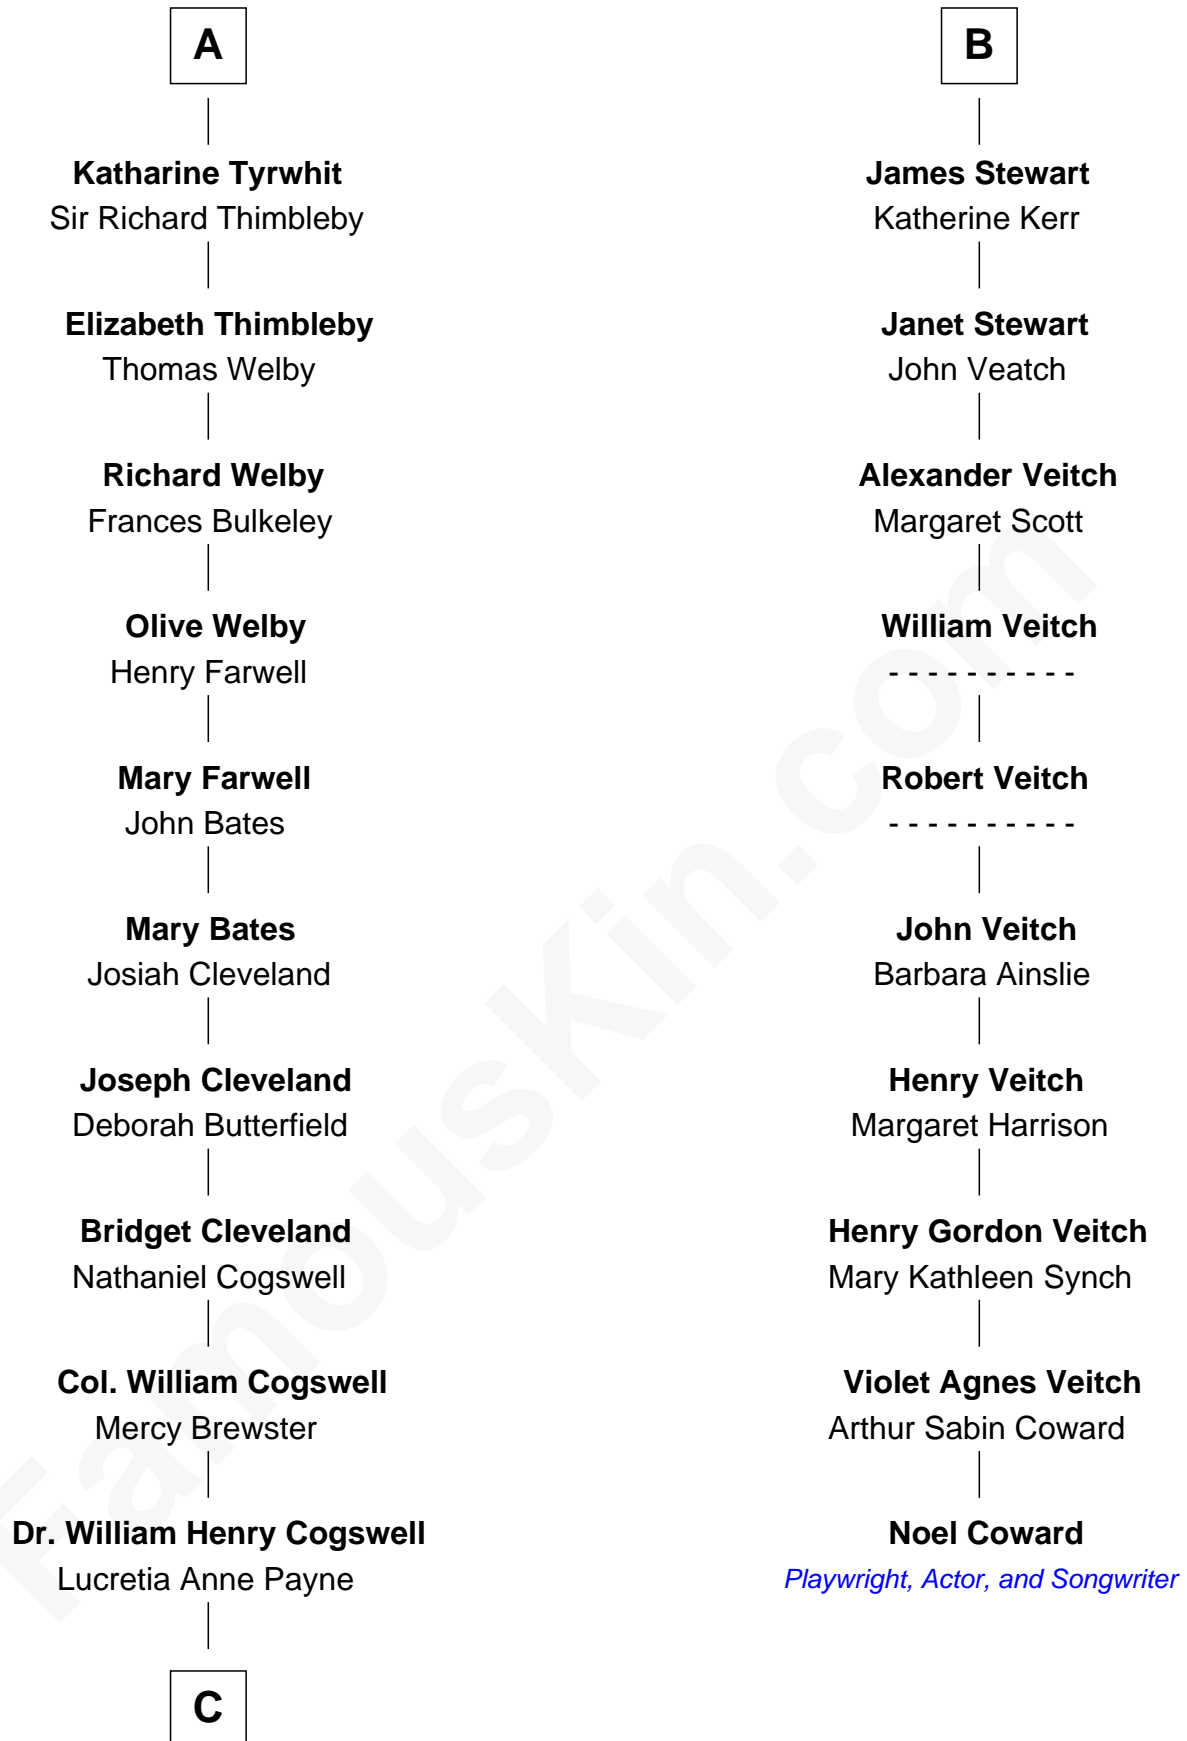 A
Katharine Tyrwhit
Sir Richard Thimbleby
Elizabeth Thimbleby
Thomas Welby
Richard Welby
Frances Bulkeley
Olive Welby
Henry Farwell
Mary Farwell
John Bates
Mary Bates
Josiah Cleveland
Joseph Cleveland
Deborah Butterfield
Bridget Cleveland
Nathaniel Cogswell
Col. William Cogswell
Mercy Brewster
Dr. William Henry Cogswell
Lucretia Anne Payne
C
B
James Stewart
Katherine Kerr
Janet Stewart
John Veatch
Alexander Veitch
Margaret Scott
William Veitch
- - - - - - - - - -
Robert Veitch
- - - - - - - - - -
John Veitch
Barbara Ainslie
Henry Veitch
Margaret Harrison
Henry Gordon Veitch
Mary Kathleen Synch
Violet Agnes Veitch
Arthur Sabin Coward
Noel Coward
Playwright, Actor, and Songwriter
FamousKin.com